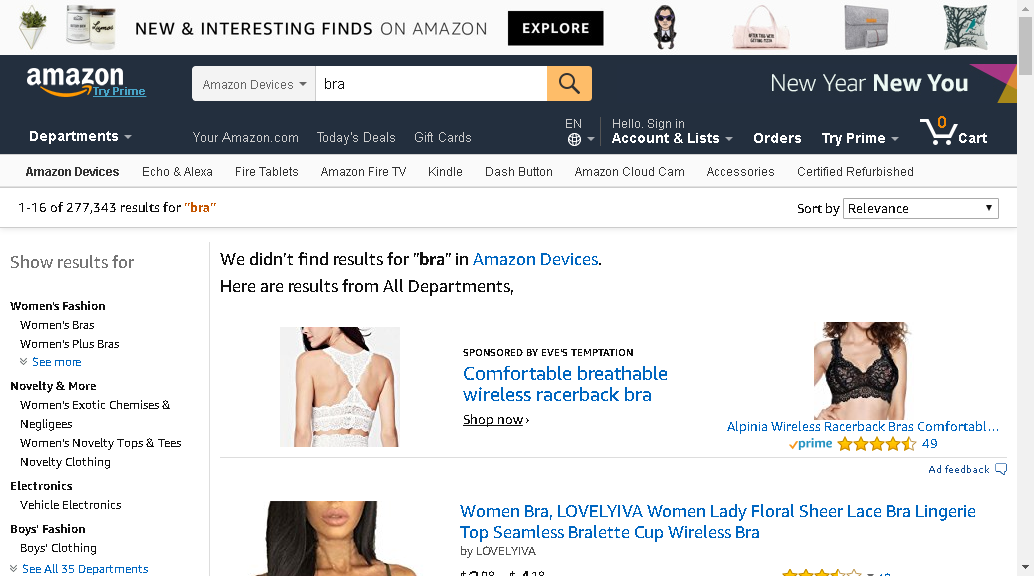 NEW & INTERESTING FINDS ON AMAZON
EXPLORE
amazon
Try Prime
Amazon Devices
bra
New Year New You
Departments
Your Amazon.com
Today's Deals
Gift Cards
EN
Hello. Sign in
Account & Lists
Orders
Try Prime
0
Cart
Amazon Devices
Echo & Alexa
Fire Tablets
Amazon Fire TV
Kindle
Dash Button
Amazon Cloud Cam
Accessories
Certified Refurbished
1-16 of 277,343 results for "bra"
Sort by
Relevance
Show results for
Women's Fashion
Women's Bras
Women's Plus Bras
See more
Novelty & More
Women's Exotic Chemises &
Negligees
Women's Novelty Tops & Tees
Novelty Clothing
Electronics
Vehicle Electronics
Boys' Fashion
Boys' Clothing
See All 35 Departments
We didn't find results for "bra" in Amazon Devices.
Here are results from All Departments,
SPONSORED BY EVE'S TEMPTATION
Comfortable breathable
wireless racerback bra
Shop now ›
Alpinia Wireless Racerback Bras Comfortabl...
prime
49
Ad feedback
Women Bra, LOVELYIVA Women Lady Floral Sheer Lace Bra Lingerie
Top Seamless Bralette Cup Wireless Bra
by LOVELYIVA